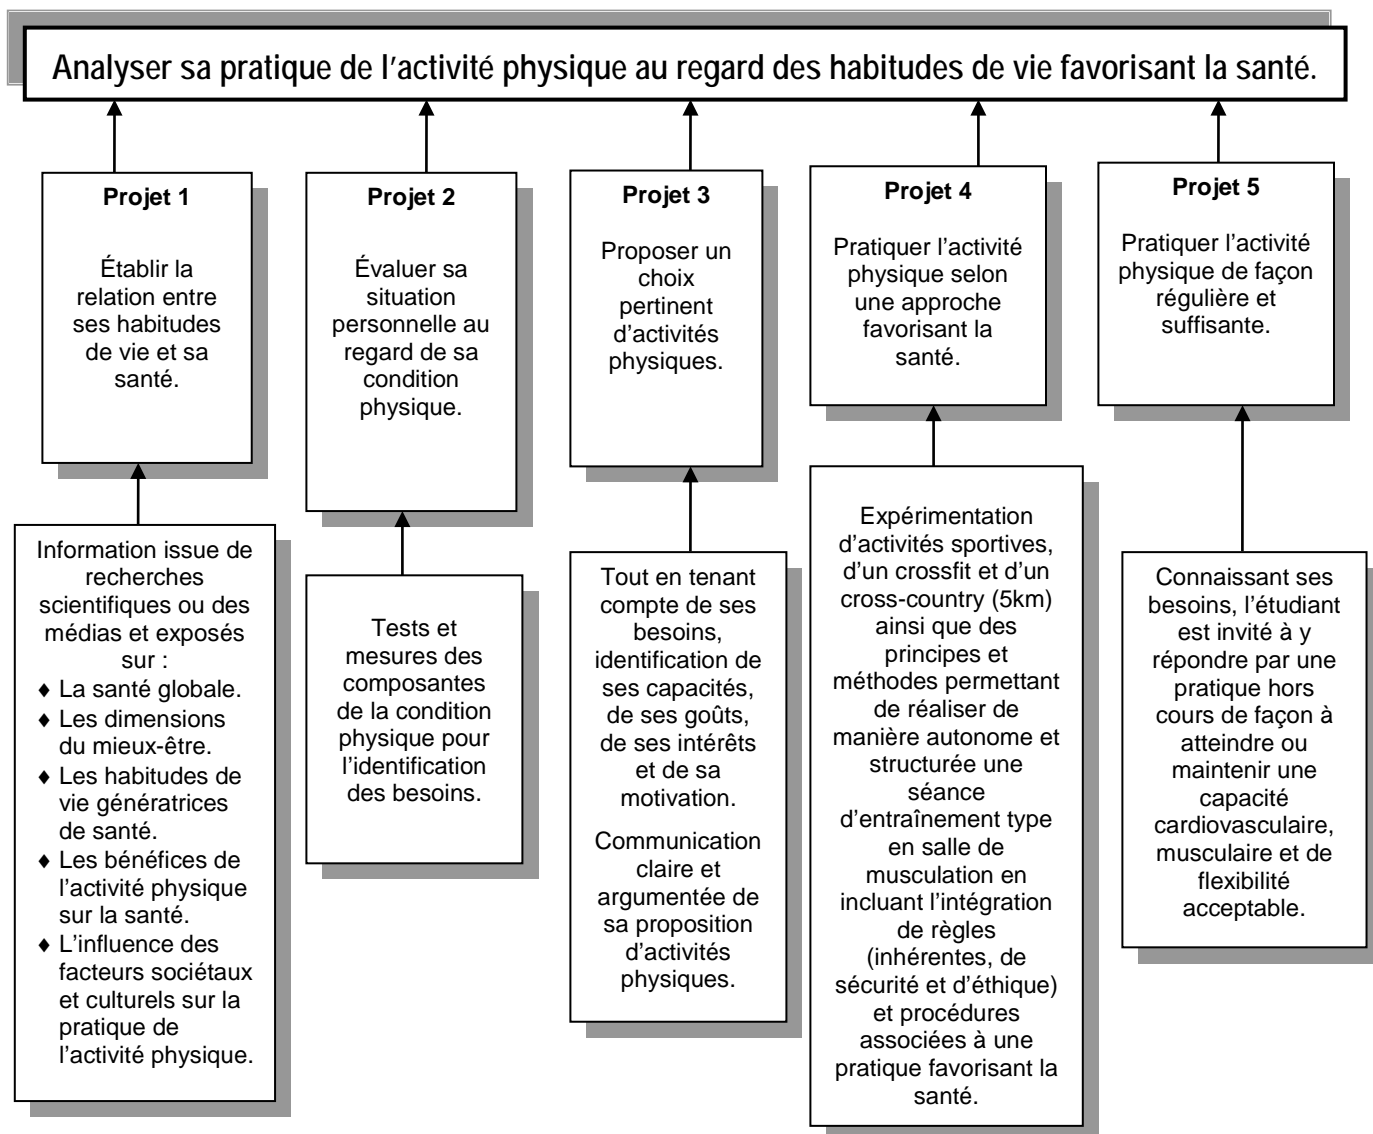 Analyser sa pratique de l'activité physique au regard des habitudes de vie favorisant la santé.
Projet 1
Établir la
relation entre
ses habitudes
de vie et sa
santé.
Projet 2
Évaluer sa
situation
personnelle au
regard de sa
condition
physique.
Projet 3
Proposer un
choix
pertinent
d'activités
physiques.
Projet 4
Pratiquer l'activité
physique selon
une approche
favorisant la
santé.
Projet 5
Pratiquer l'activité
physique de façon
régulière et
suffisante.
Information issue de
recherches
scientifiques ou des
médias et exposés
sur :
♦ La santé globale.
♦ Les dimensions
du mieux-être.
♦ Les habitudes de
vie génératrices
de santé.
♦ Les bénéfices de
l'activité physique
sur la santé.
♦ L'influence des
facteurs sociétaux
et culturels sur la
pratique de
l'activité physique.
Tests et
mesures des
composantes
de la condition
physique pour
l'identification
des besoins.
Tout en tenant
compte de ses
besoins,
identification de
ses capacités,
de ses goûts,
de ses intérêts
et de sa
motivation.
Communication
claire et
argumentée de
sa proposition
d'activités
physiques.
Expérimentation
d'activités sportives,
d'un crossfit et d'un
cross-country (5km)
ainsi que des
principes et
méthodes permettant
de réaliser de
manière autonome et
structurée une
séance
d'entraînement type
en salle de
musculation en
incluant l'intégration
de règles
(inhérentes, de
sécurité et d'éthique)
et procédures
associées à une
pratique favorisant la
santé.
Connaissant ses
besoins, l'étudiant
est invité à y
répondre par une
pratique hors
cours de façon à
atteindre ou
maintenir une
capacité
cardiovasculaire,
musculaire et de
flexibilité
acceptable.